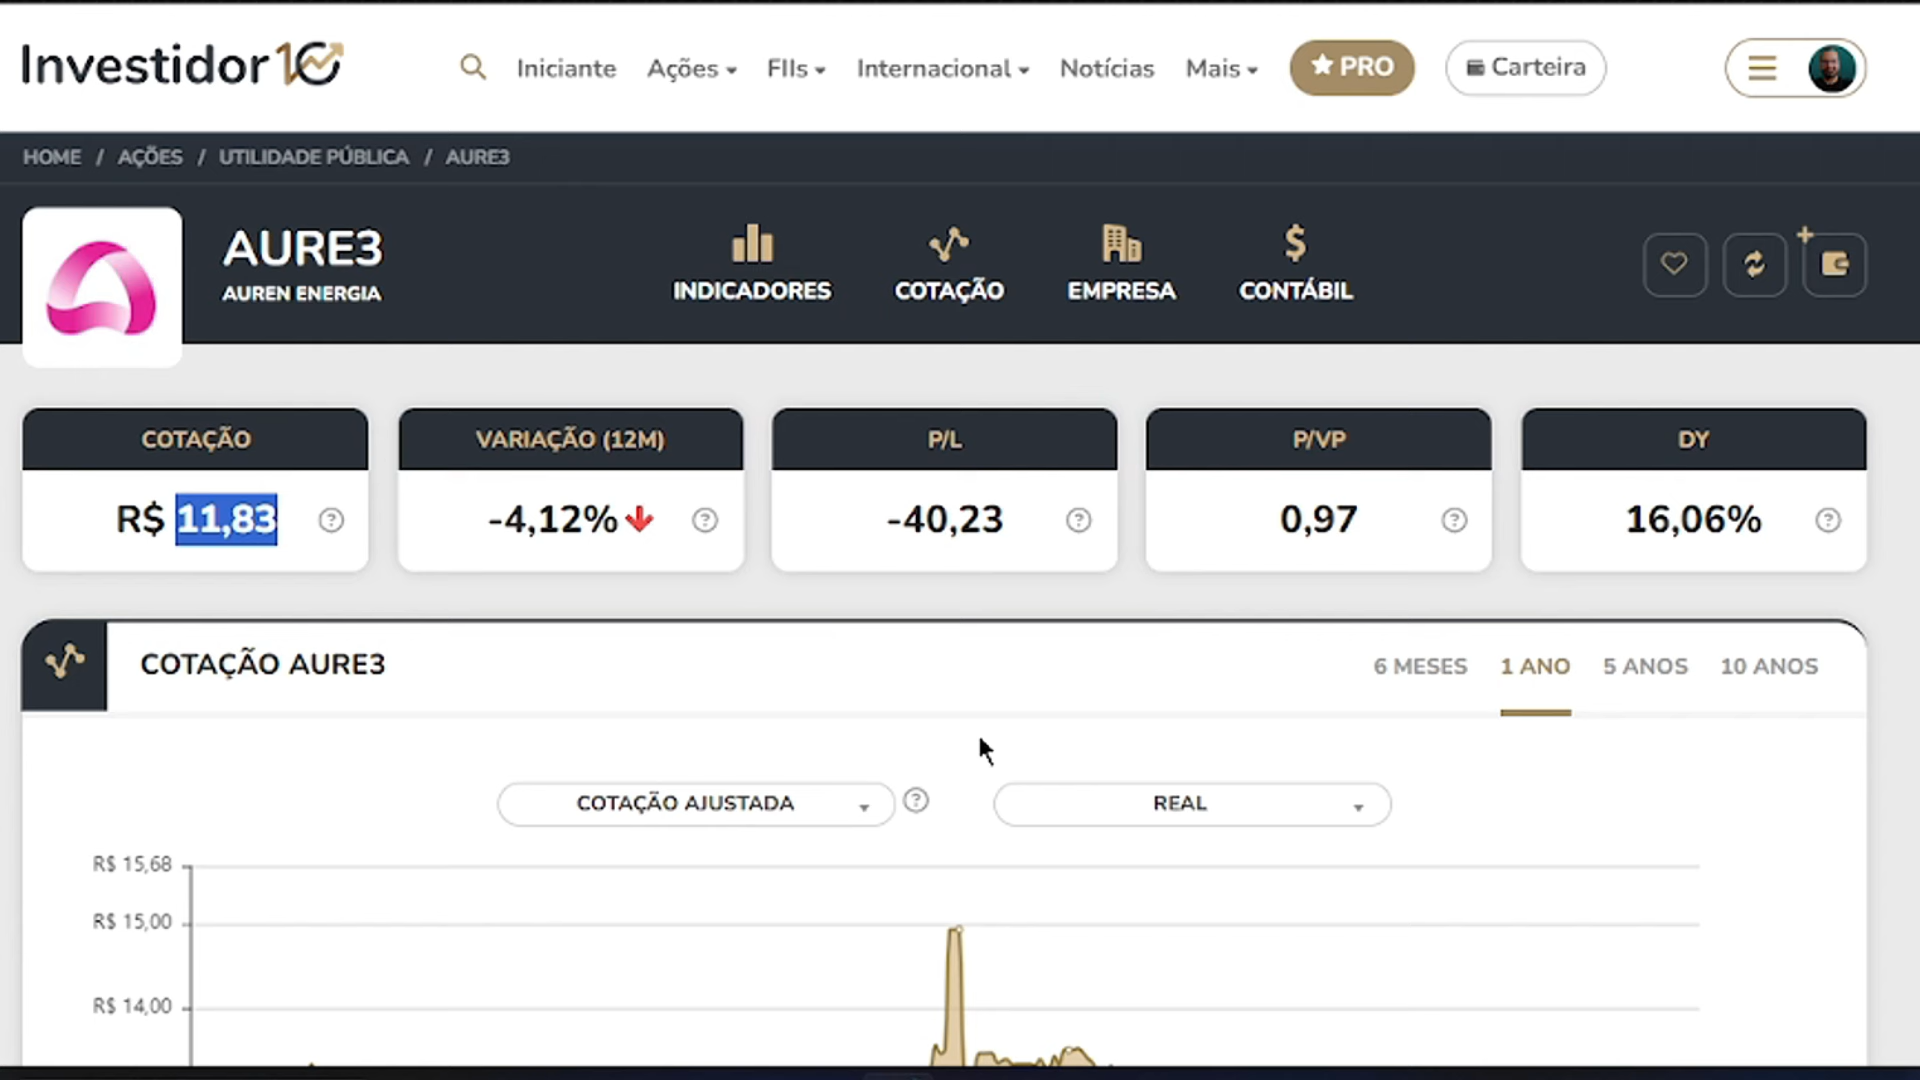 Investidor 10
Iniciante Ações FIIs Internacional Notícias Mais PRO Carteira
HOME / AÇÕES / UTILIDADE PÚBLICA / AURE3
AURE3
AUREN ENERGIA
INDICADORES COTAÇÃO EMPRESA CONTÁBIL
COTAÇÃO VARIAÇÃO (12M) P/L P/VP DY
R$ 11,83 -4,12% -40,23 0,97 16,06%
COTAÇÃO AURE3 6 MESES 1 ANO 5 ANOS 10 ANOS
COTAÇÃO AJUSTADA REAL
R$ 15,68
R$ 15,00
R$ 14,00